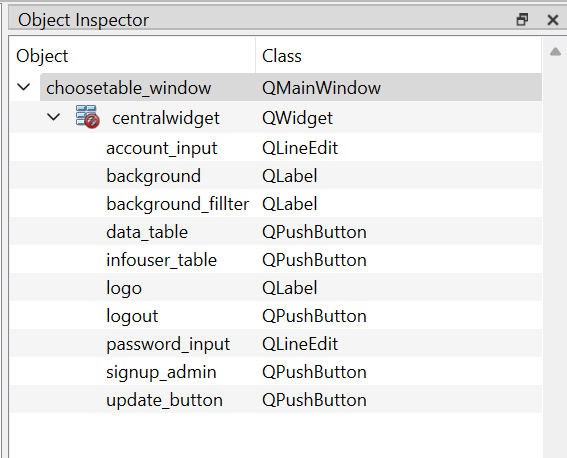 Object Inspector
Object Class
choosetable_window QMainWindow
centralwidget QWidget
account_input QLineEdit
background QLabel
background_fillter QLabel
data_table QPushButton
infouser_table QPushButton
logo QLabel
logout QPushButton
password_input QLineEdit
signup_admin QPushButton
update_button QPushButton